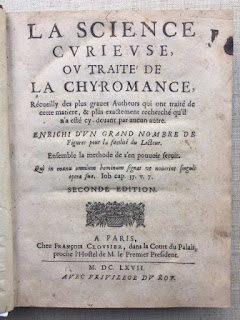 LA SCIENCE
CVRIEVSE,
OV TRAITE' DE
LA CHYROMANCE,
Recüeilly des plus graues Autheurs qui ont traité de
cette matiere, & plus exactement recherché qu'il
n'a esté cy-deuant par aucun autre.
ENRICHI D'VN GRAND NOMBRE DE
Figures pour la facilité du Lecteur.
Ensemble la methode de s'en pouuoir seruir.
Qui in manu omnium hominum signat vt nouerint singuli
opera sua. Iob cap. 37. v. 7.
SECONDE EDITION.
A PARIS,
Chez FRANÇOIS CLOVSIER, dans la Court du Palais,
proche l'Hostel de M. le Premier President.
M. DC. LXVII.
AVEC PRIVILEGE DV ROY.